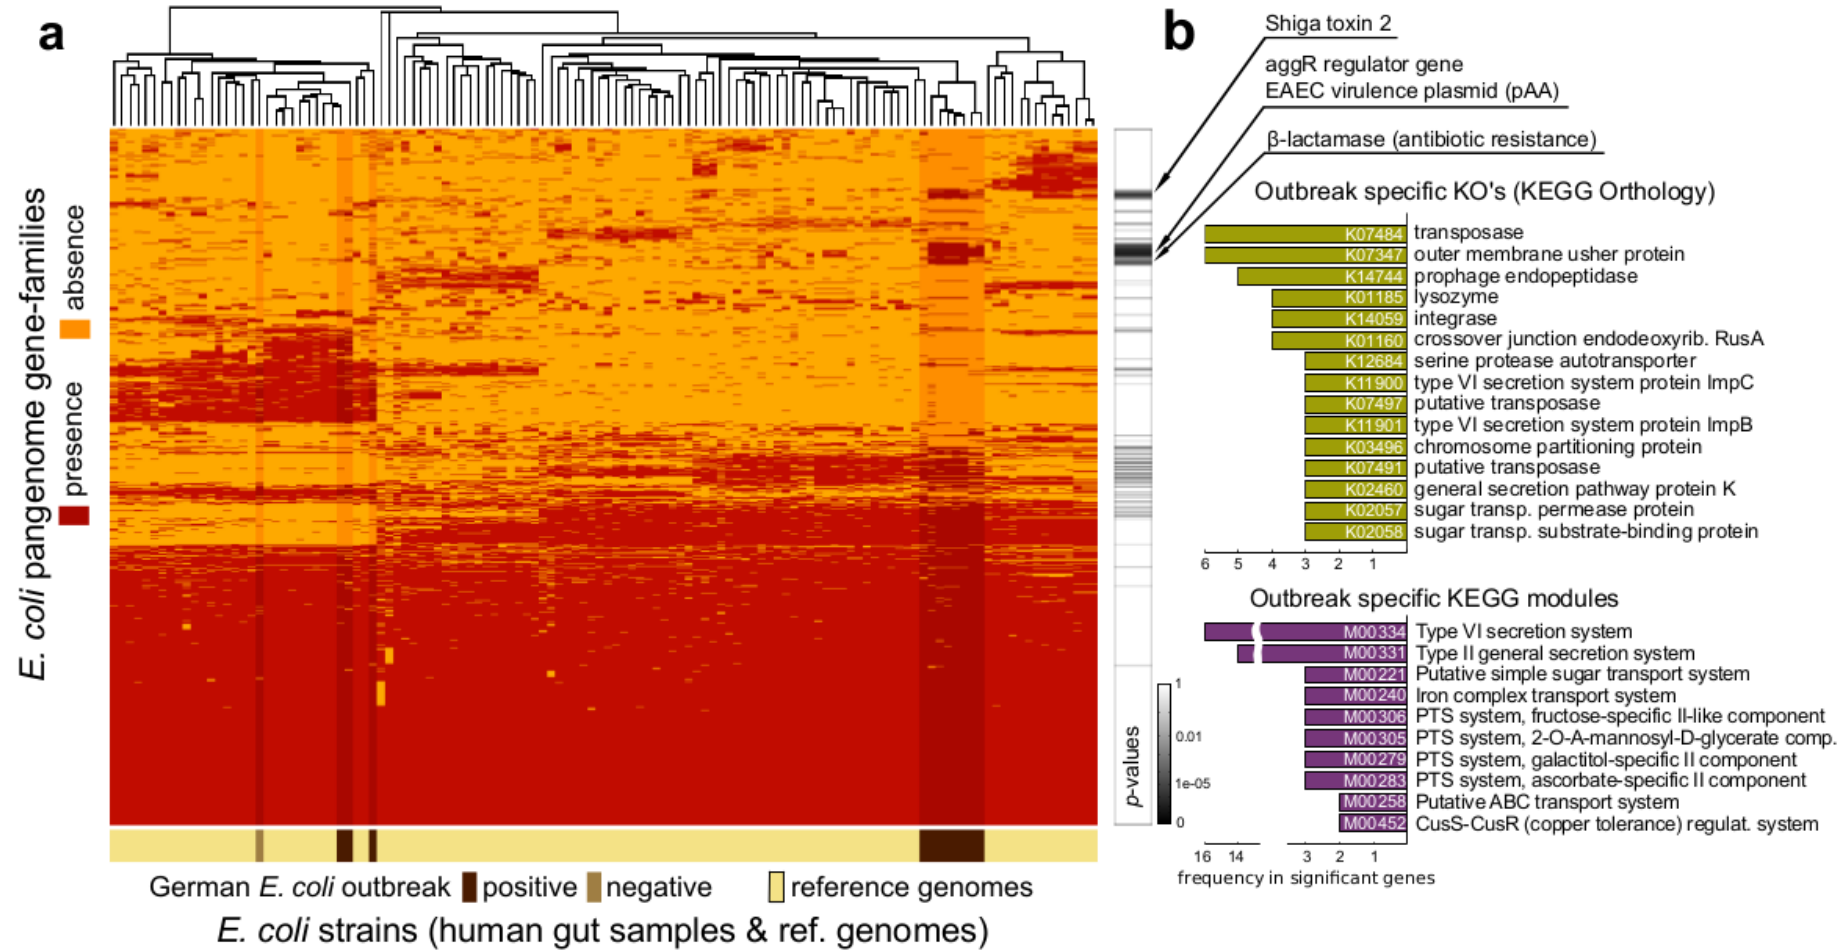 a
E. coli pangenome gene-families
presence
absence
German E. coli outbreak
positive
negative
reference genomes
E. coli strains (human gut samples & ref. genomes)
b
Shiga toxin 2
aggR regulator gene
EAEC virulence plasmid (pAA)
β-lactamase (antibiotic resistance)
p-values
1
0.01
1e-05
0
Outbreak specific KO's (KEGG Orthology)
K07484 transposase
K07347 outer membrane usher protein
K14744 prophage endopeptidase
K01185 lysozyme
K14059 integrase
K01160 crossover junction endodeoxyrib. RusA
K12684 serine protease autotransporter
K11900 type VI secretion system protein ImpC
K07497 putative transposase
K11901 type VI secretion system protein ImpB
K03496 chromosome partitioning protein
K07491 putative transposase
K02460 general secretion pathway protein K
K02057 sugar transp. permease protein
K02058 sugar transp. substrate-binding protein
6 5 4 3 2 1
Outbreak specific KEGG modules
M00334 Type VI secretion system
M00331 Type II general secretion system
M00221 Putative simple sugar transport system
M00240 Iron complex transport system
M00306 PTS system, fructose-specific II-like component
M00305 PTS system, 2-O-A-mannosyl-D-glycerate comp.
M00279 PTS system, galactitol-specific II component
M00283 PTS system, ascorbate-specific II component
M00258 Putative ABC transport system
M00452 CusS-CusR (copper tolerance) regulat. system
16 14 3 2 1
frequency in significant genes